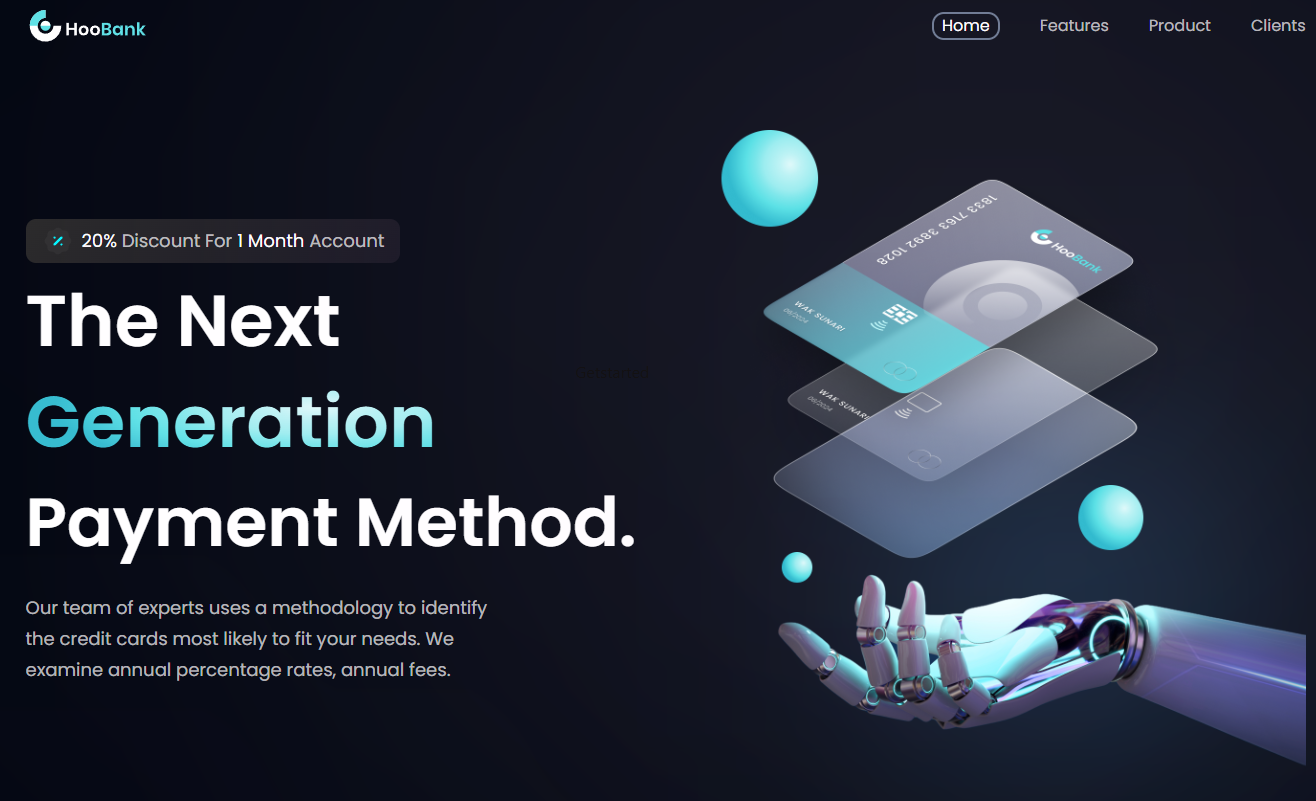 HooBank
Home Features Product Clients
20% Discount For 1 Month Account
The Next
Generation
Payment Method.
Our team of experts uses a methodology to identify
the credit cards most likely to fit your needs. We
examine annual percentage rates, annual fees.
1833 7163 3892 1028
HooBank
WAK SUNARI
06/2024
WAK SUNARI
06/2024